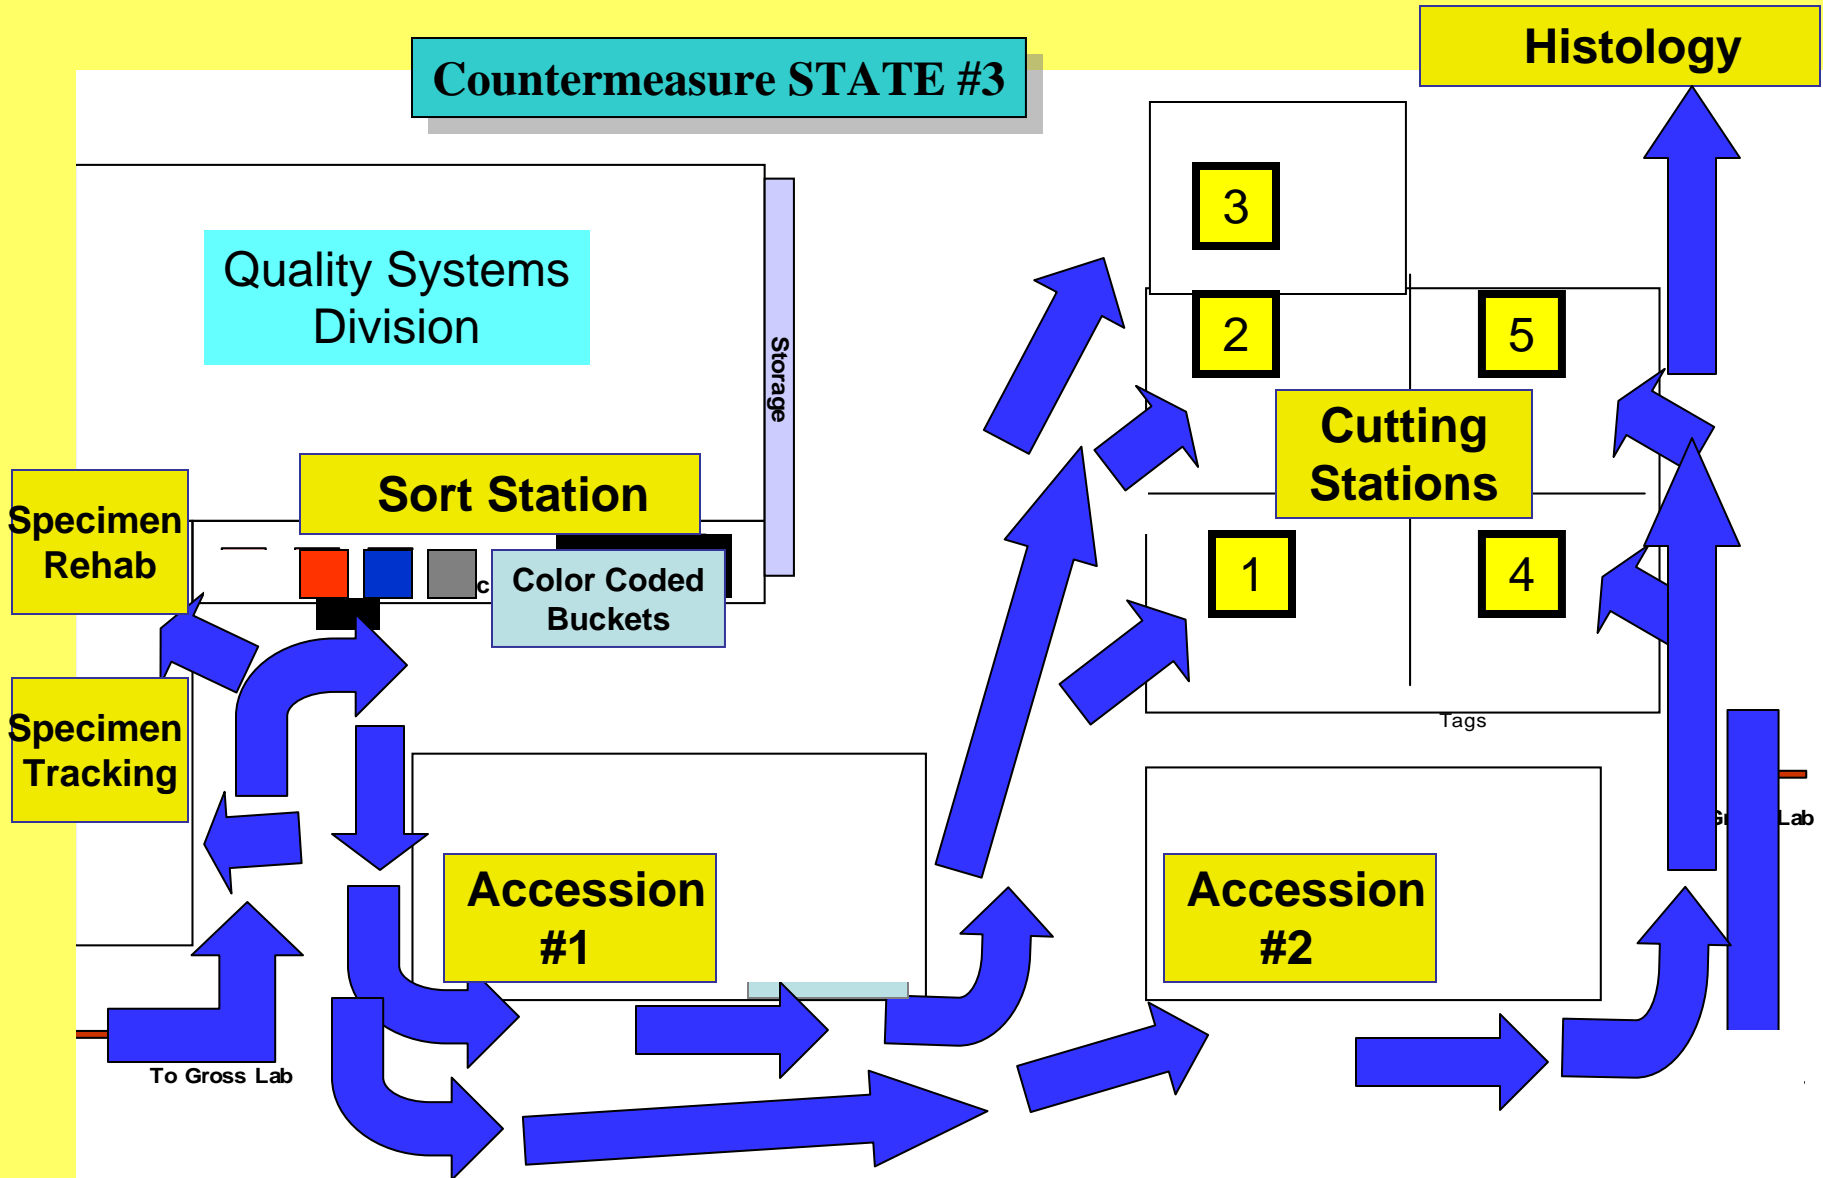 Countermeasure STATE #3
Histology
Quality Systems
Division
Storage
3
2
5
Cutting
Stations
1
4
Tags
Sort Station
Specimen
Rehab
c
Color Coded
Buckets
Specimen
Tracking
Accession
#1
Accession
#2
Lab
To Gross Lab